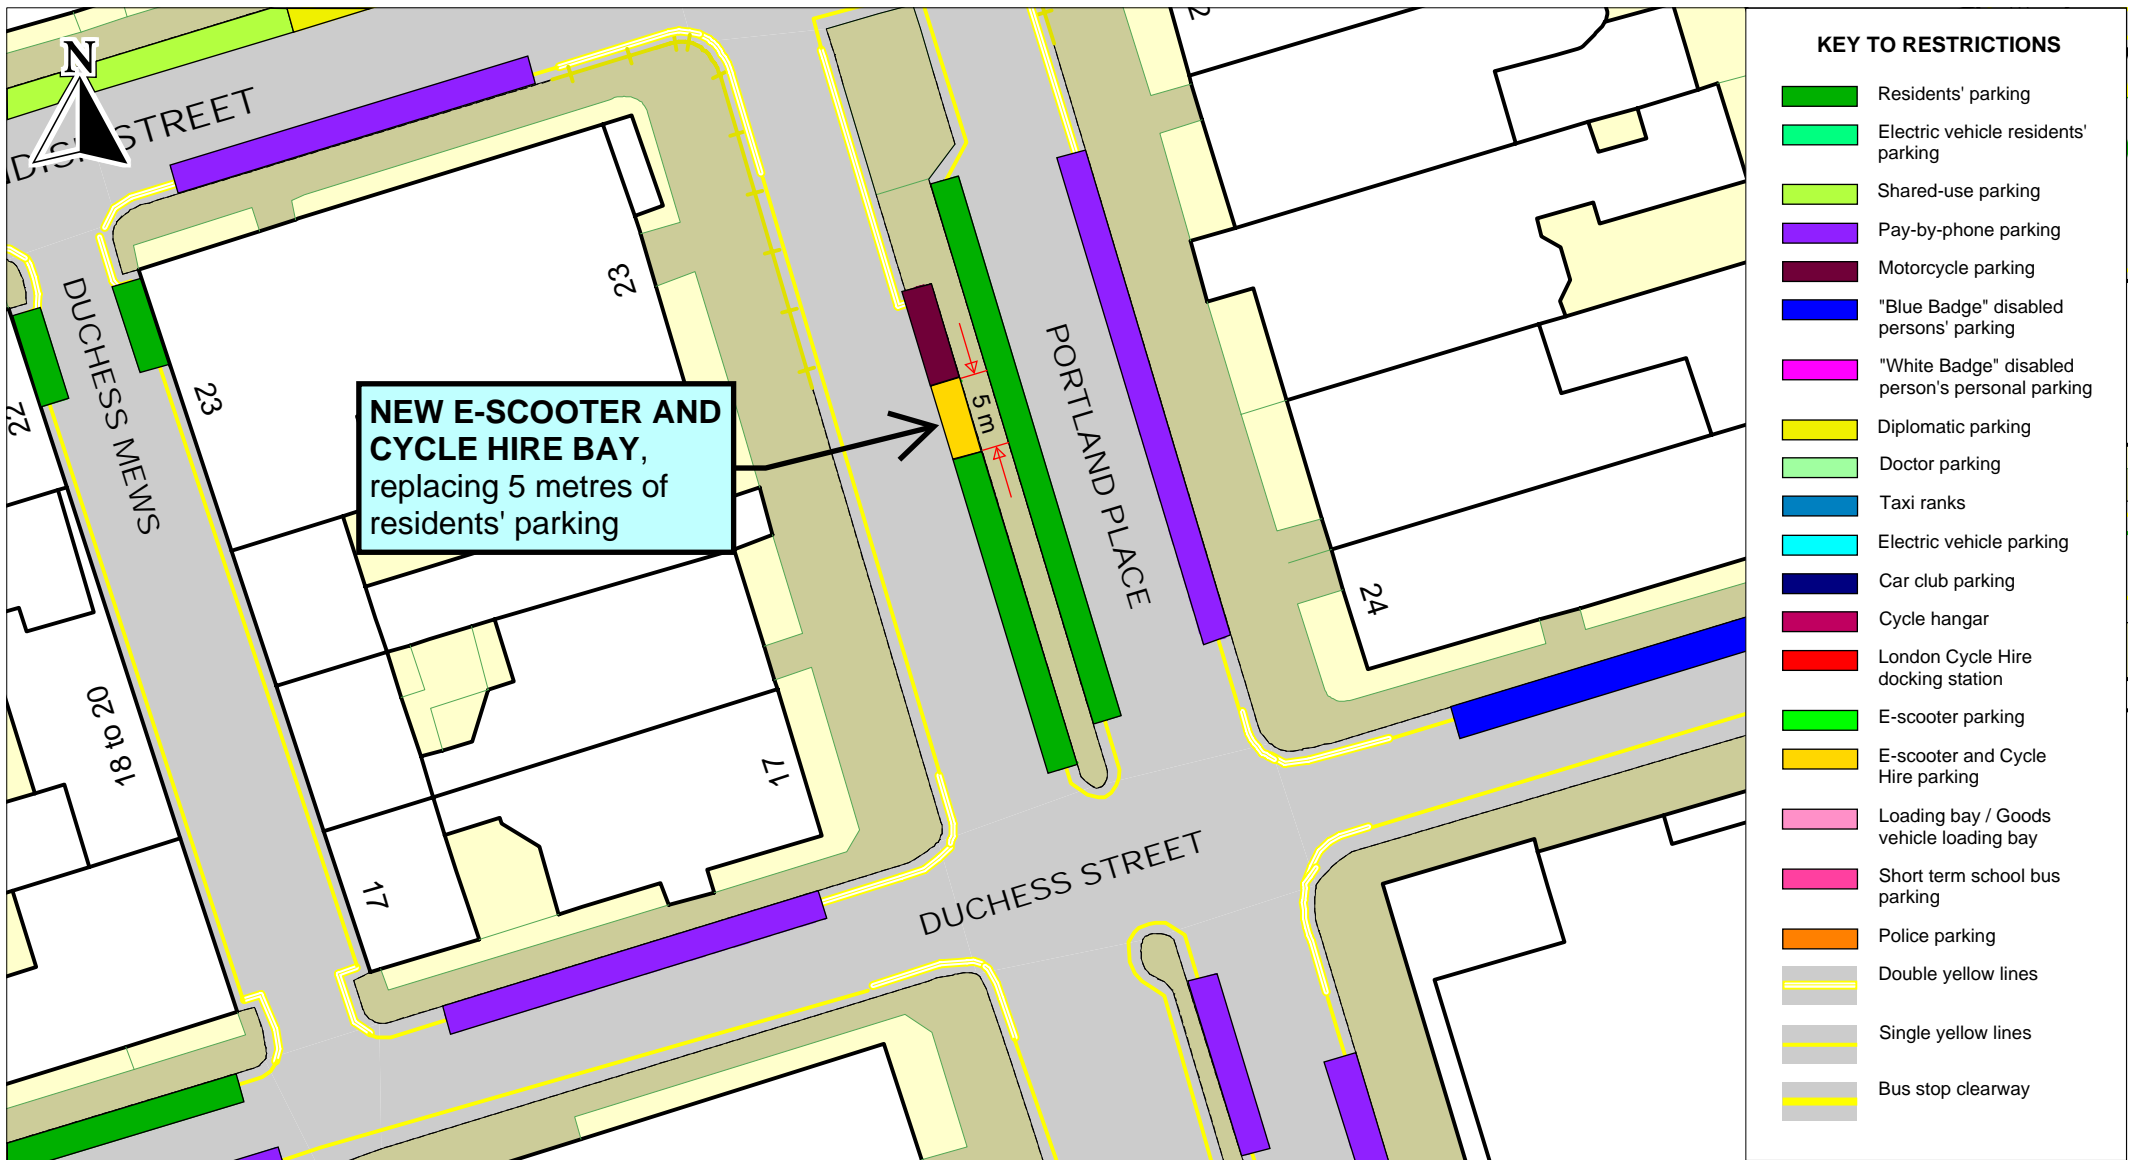 N
DISH STREET
DUCHESS MEWS
23
23
22
18 to 20
17
17
24
2
NEW E-SCOOTER AND
CYCLE HIRE BAY,
replacing 5 metres of
residents' parking
5 m
PORTLAND PLACE
DUCHESS STREET
KEY TO RESTRICTIONS
Residents' parking
Electric vehicle residents'
parking
Shared-use parking
Pay-by-phone parking
Motorcycle parking
"Blue Badge" disabled
persons' parking
"White Badge" disabled
person's personal parking
Diplomatic parking
Doctor parking
Taxi ranks
Electric vehicle parking
Car club parking
Cycle hangar
London Cycle Hire
docking station
E-scooter parking
E-scooter and Cycle
Hire parking
Loading bay / Goods
vehicle loading bay
Short term school bus
parking
Police parking
Double yellow lines
Single yellow lines
Bus stop clearway